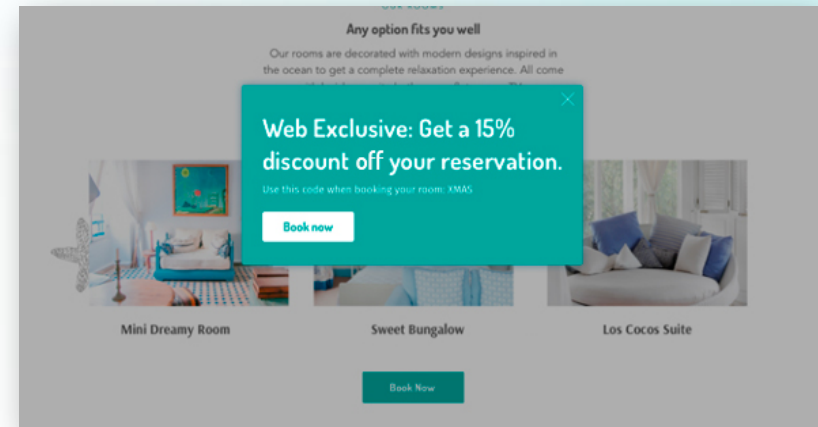 OUR ROOMS
Any option fits you well
Our rooms are decorated with modern designs inspired in
the ocean to get a complete relaxation experience. All come
Web Exclusive: Get a 15%
discount off your reservation.
Use this code when booking your room: XMAS
Book now
Mini Dreamy Room
Sweet Bungalow
Los Cocos Suite
Book Now